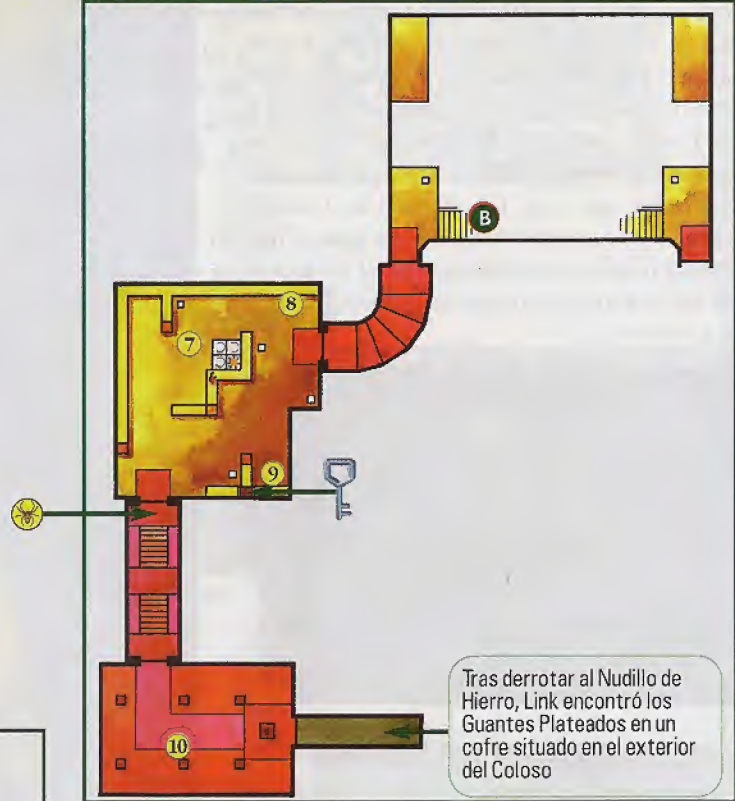 B
8
7
9
10
Tras derrotar al Nudillo de
Hierro, Link encontró los
Guantes Plateados en un
cofre situado en el exterior
del Coloso